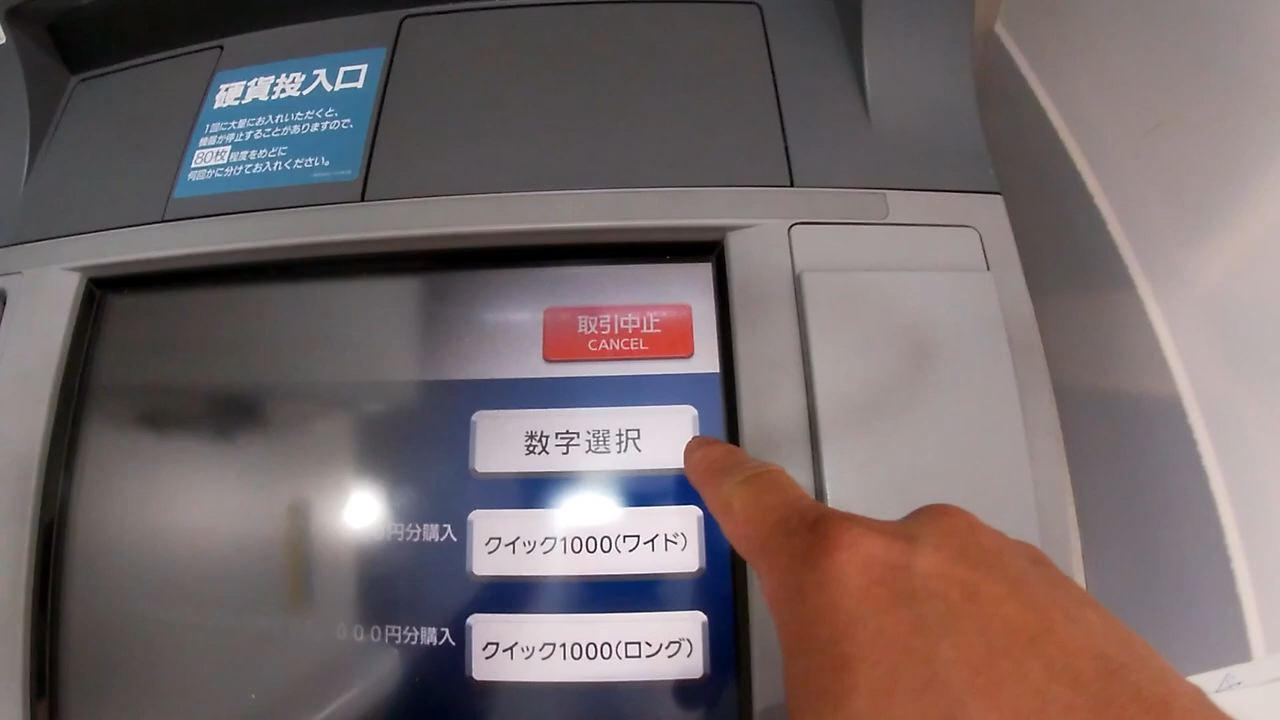 硬貨投入口
1回に大量にお入れいただくと、
機器が停止することがありますので、
80枚程度をめどに
何回かに分けてお入れください。
取引中止
CANCEL
数字選択
円分購入
クイック1000(ワイド)
000円分購入
クイック1000(ロング)